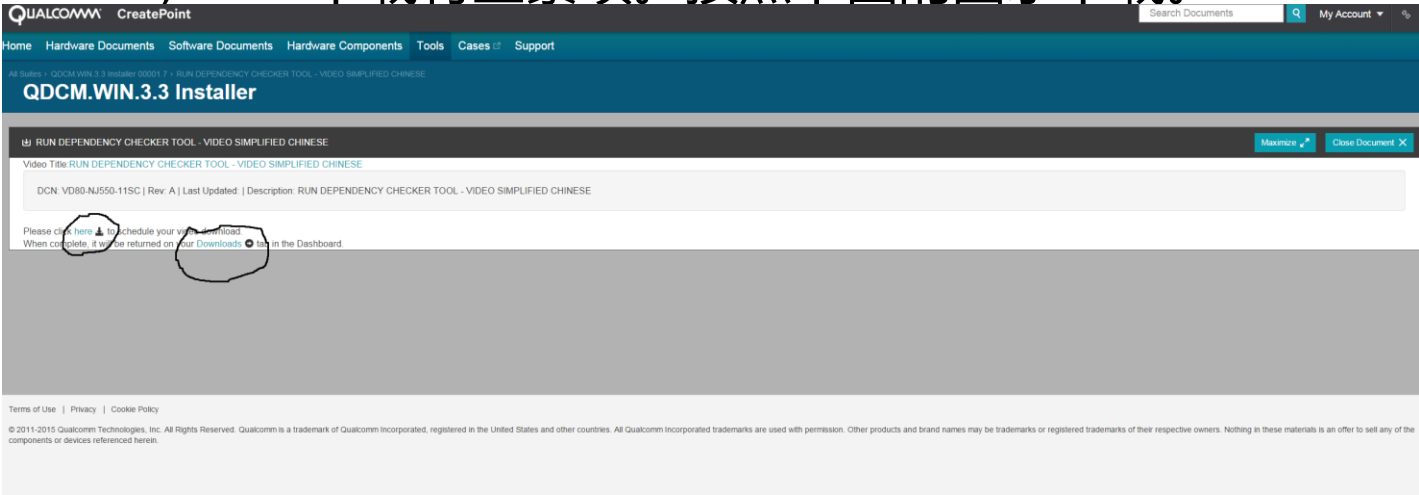 QUALCOMM CreatePoint
Search Documents
My Account
Home Hardware Documents Software Documents Hardware Components Tools Cases Support
All Suites › QDCM.WIN.3.3 Installer 00001.7 › RUN DEPENDENCY CHECKER TOOL - VIDEO SIMPLIFIED CHINESE
QDCM.WIN.3.3 Installer
RUN DEPENDENCY CHECKER TOOL - VIDEO SIMPLIFIED CHINESE
Maximize
Close Document X
Video Title:RUN DEPENDENCY CHECKER TOOL - VIDEO SIMPLIFIED CHINESE
DCN: VD80-NJ550-11SC | Rev: A | Last Updated: | Description: RUN DEPENDENCY CHECKER TOOL - VIDEO SIMPLIFIED CHINESE
Please click here to schedule your video download.
When complete, it will be returned on your Downloads tab in the Dashboard.
Terms of Use | Privacy | Cookie Policy
© 2011-2015 Qualcomm Technologies, Inc. All Rights Reserved. Qualcomm is a trademark of Qualcomm Incorporated, registered in the United States and other countries. All Qualcomm Incorporated trademarks are used with permission. Other products and brand names may be trademarks or registered trademarks of their respective owners. Nothing in these materials is an offer to sell any of the
components or devices referenced herein.